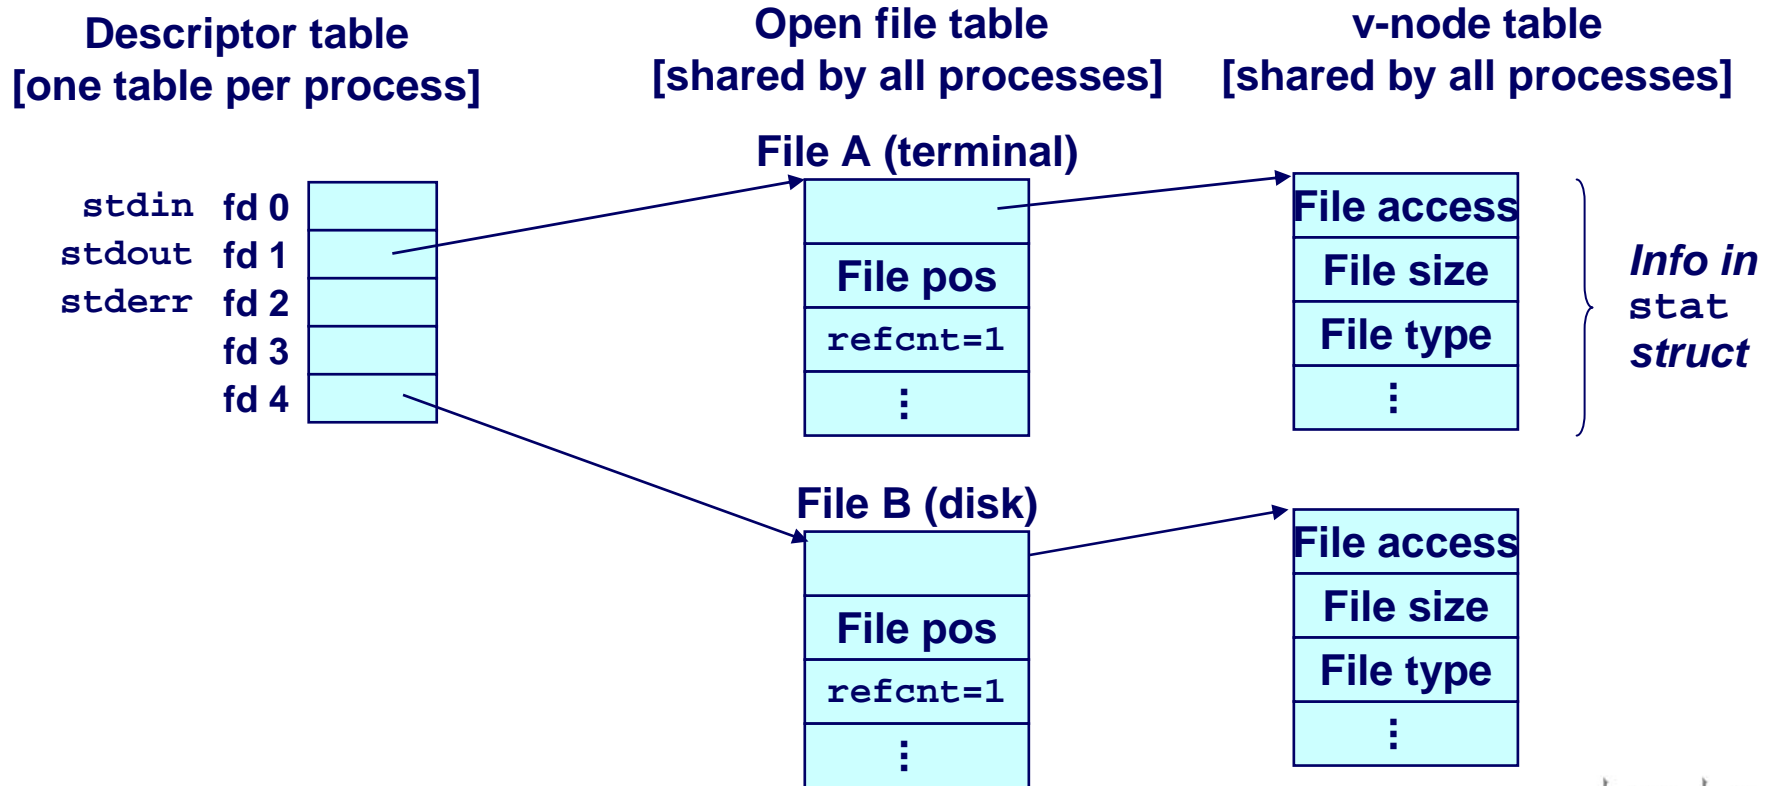 Descriptor table
[one table per process]
Open file table
[shared by all processes]
v-node table
[shared by all processes]
stdin fd 0
stdout fd 1
stderr fd 2
fd 3
fd 4
File A (terminal)
File pos
refcnt=1
⋮
File access
File size
File type
⋮
Info in
stat
struct
File B (disk)
File pos
refcnt=1
⋮
File access
File size
File type
⋮